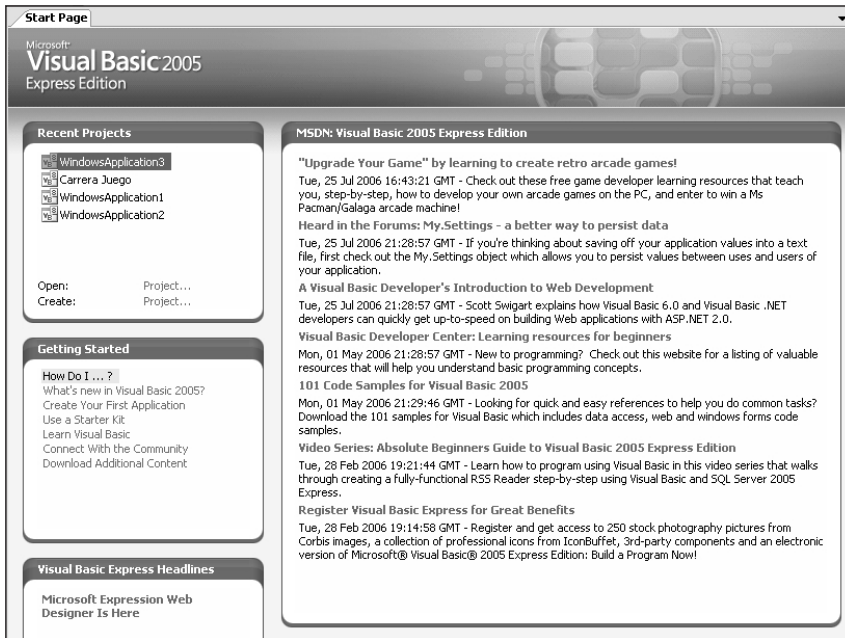 Start Page
Microsoft
Visual Basic 2005
Express Edition
Recent Projects
WindowsApplication3
Carrera Juego
WindowsApplication1
WindowsApplication2
Open: Project...
Create: Project...
Getting Started
How Do I ... ?
What's new in Visual Basic 2005?
Create Your First Application
Use a Starter Kit
Learn Visual Basic
Connect With the Community
Download Additional Content
Visual Basic Express Headlines
Microsoft Expression Web
Designer Is Here
MSDN: Visual Basic 2005 Express Edition
"Upgrade Your Game" by learning to create retro arcade games!
Tue, 25 Jul 2006 16:43:21 GMT - Check out these free game developer learning resources that teach
you, step-by-step, how to develop your own arcade games on the PC, and enter to win a Ms
Pacman/Galaga arcade machine!
Heard in the Forums: My.Settings - a better way to persist data
Tue, 25 Jul 2006 21:28:57 GMT - If you're thinking about saving off your application values into a text
file, first check out the My.Settings object which allows you to persist values between uses and users of
your application.
A Visual Basic Developer's Introduction to Web Development
Tue, 25 Jul 2006 21:28:57 GMT - Scott Swigart explains how Visual Basic 6.0 and Visual Basic .NET
developers can quickly get up-to-speed on building Web applications with ASP.NET 2.0.
Visual Basic Developer Center: Learning resources for beginners
Mon, 01 May 2006 21:28:57 GMT - New to programming? Check out this website for a listing of valuable
resources that will help you understand basic programming concepts.
101 Code Samples for Visual Basic 2005
Mon, 01 May 2006 21:29:46 GMT - Looking for quick and easy references to help you do common tasks?
Download the 101 samples for Visual Basic which includes data access, web and windows forms code
samples.
Video Series: Absolute Beginners Guide to Visual Basic 2005 Express Edition
Tue, 28 Feb 2006 19:21:44 GMT - Learn how to program using Visual Basic in this video series that walks
through creating a fully-functional RSS Reader step-by-step using Visual Basic and SQL Server 2005
Express.
Register Visual Basic Express for Great Benefits
Tue, 28 Feb 2006 19:14:58 GMT - Register and get access to 250 stock photography pictures from
Corbis images, a collection of professional icons from IconBuffet, 3rd-party components and an electronic
version of Microsoft® Visual Basic® 2005 Express Edition: Build a Program Now!